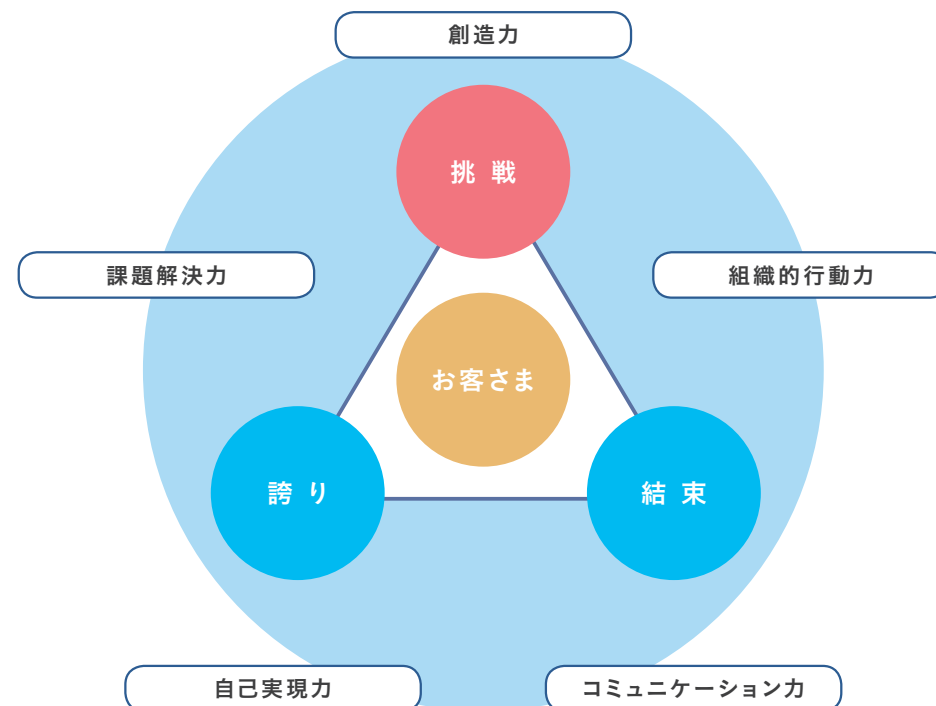 創造力
挑 戦
課題解決力
組織的行動力
お客さま
誇 り
結 束
自己実現力
コミュニケーション力